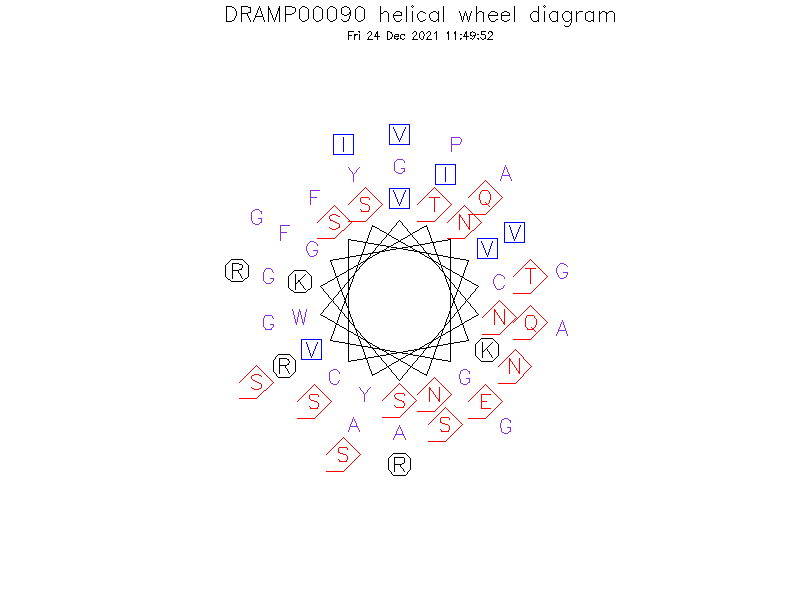 DRAMP00090 helical wheel diagram
Fri 24 Dec 2021 11:49:52
I V P
Y G I A
F S V T Q
G F S N V V
G
R G K C T G
G W N Q A
V K
S R C G N
S Y S N E
A A S G
S R